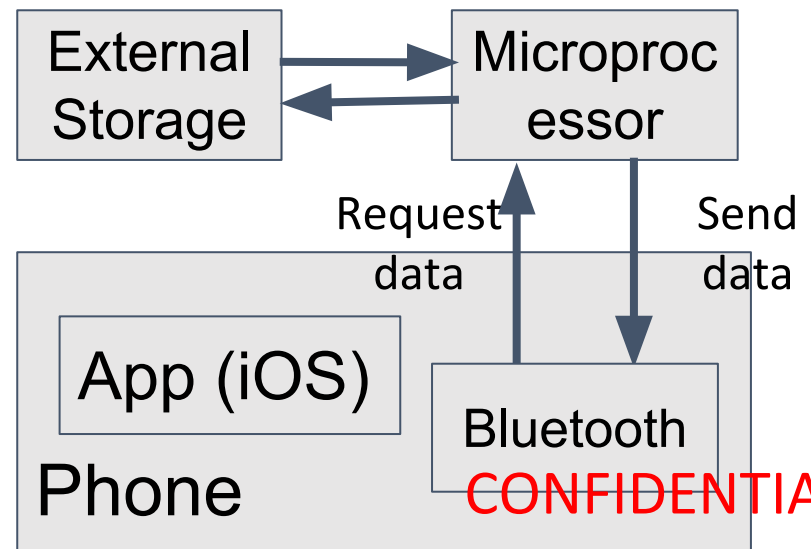 External
Storage
Microproc
essor
Request
data
Send
data
App (iOS)
Bluetooth
Phone
CONFIDENTIA